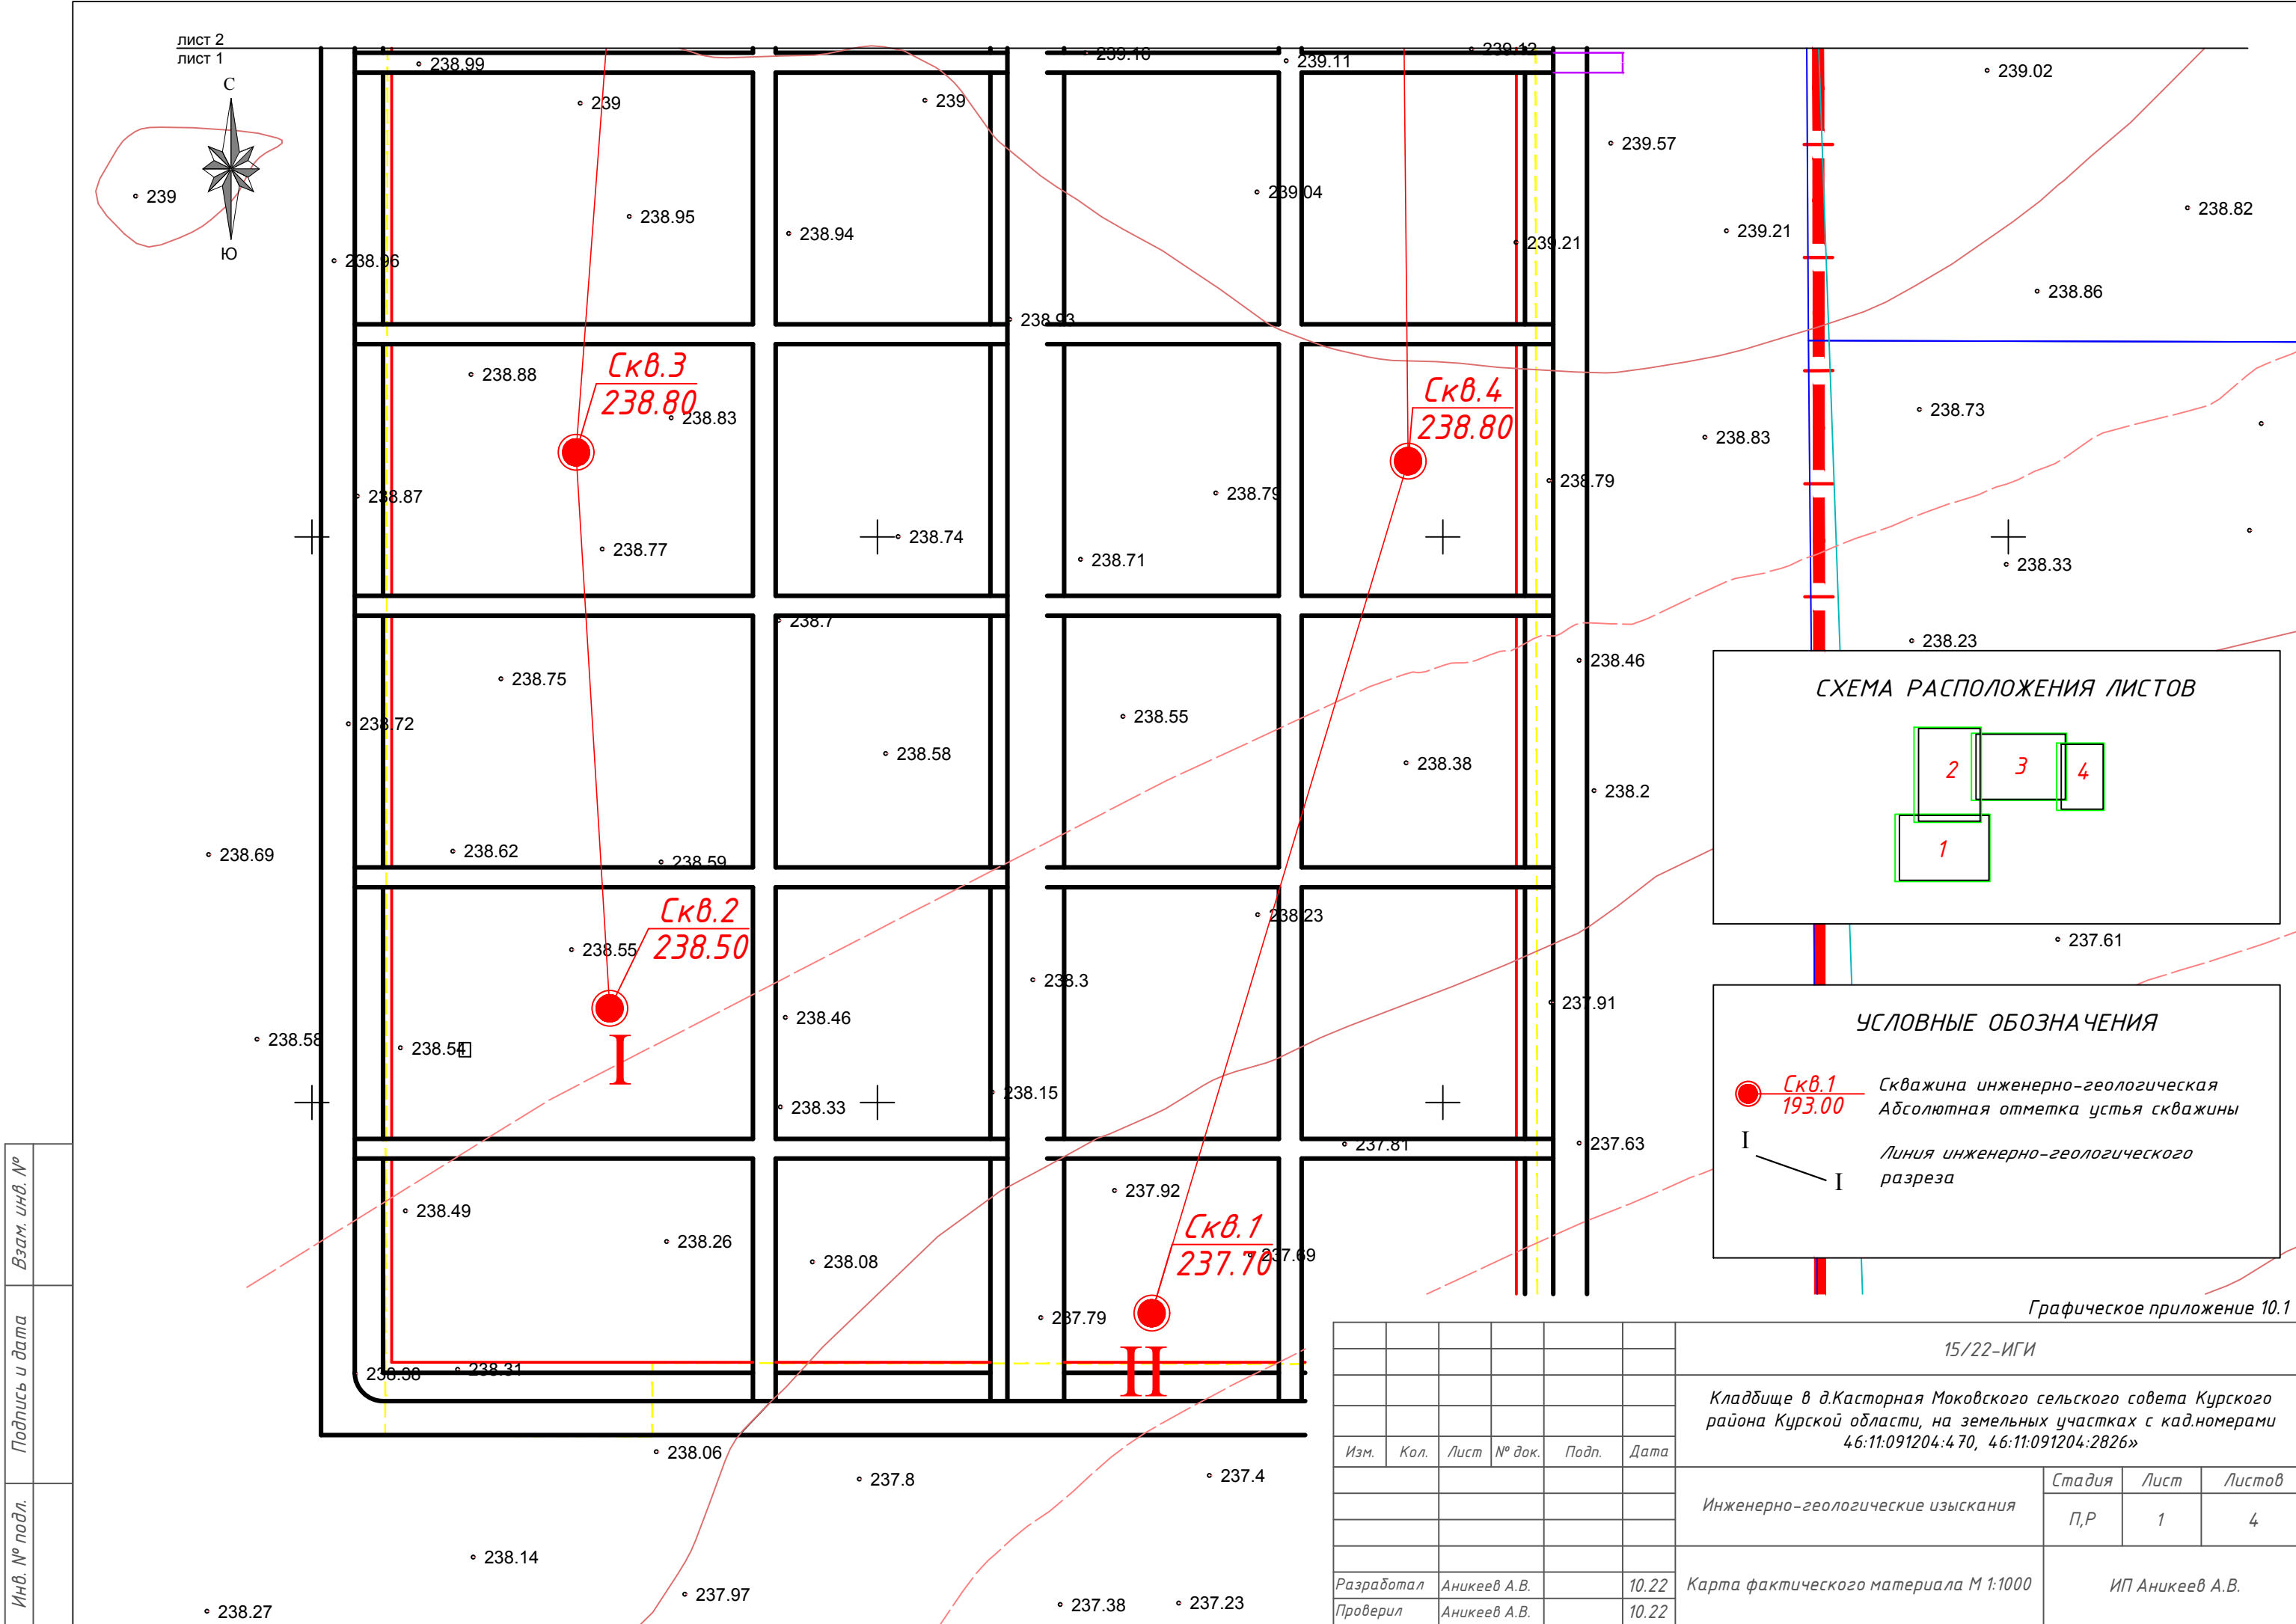 лист 2
лист 1
С
Ю
239.10
239.12
238.99
239.11
239.02
239
239
239.57
239
239.04
238.82
238.95
238.94
239.21
239.21
238.96
238.86
238.93
Скв.3
238.80
238.88
238.83
Скв.4
238.80
238.73
238.83
238.87
238.79
238.79
238.74
238.77
238.71
238.33
238.7
238.23
238.46
238.75
238.72
238.55
238.58
238.38
238.2
238.69
238.62
238.59
Скв.2
238.50
238.55
238.23
237.61
238.3
238.46
237.91
238.58
238.54
I
238.15
238.33
237.81
237.63
237.92
238.49
238.26
238.08
Скв.1
237.70
237.69
237.79
II
238.38
238.31
238.06
237.8
237.4
238.14
237.97
238.27
237.38
237.23
СХЕМА РАСПОЛОЖЕНИЯ ЛИСТОВ
2
3
4
1
УСЛОВНЫЕ ОБОЗНАЧЕНИЯ
Скв.1
193.00
Скважина инженерно-геологическая
Абсолютная отметка устья скважины
I
I
Линия инженерно-геологического
разреза
Графическое приложение 10.1
15/22-ИГИ
Кладбище в д.Касторная Моковского сельского совета Курского
района Курской области, на земельных участках с кад.номерами
46:11:091204:470, 46:11:091204:2826»
Изм. Кол. Лист № док. Подп. Дата
Инженерно-геологические изыскания
Стадия Лист Листов
П,Р 1 4
Разработал Аникеев А.В. 10.22
Проверил Аникеев А.В. 10.22
Карта фактического материала М 1:1000
ИП Аникеев А.В.
Взам. инв. №
Подпись и дата
Инв. № подл.